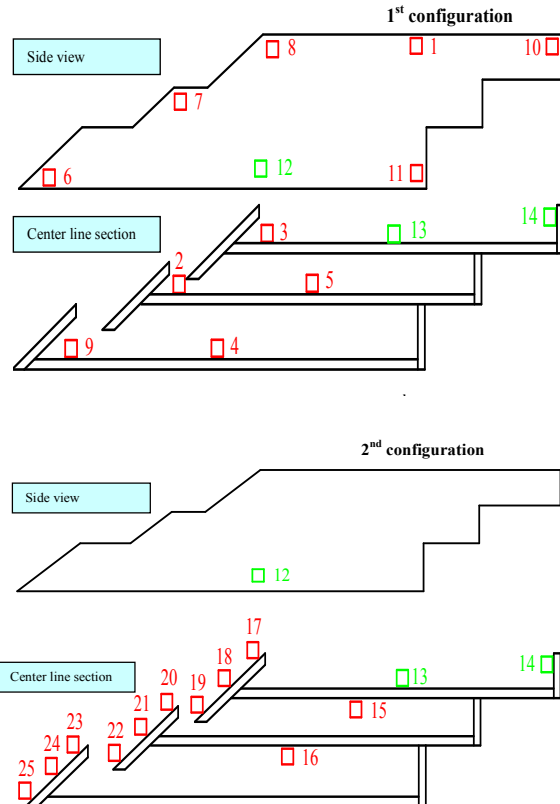 1st configuration
Side view
8 1 10
7
6 12 11
Center line section
3 13 14
2 5
9 4
2nd configuration
Side view
12
Center line section
17
18 13 14
20 19 15
21
23 22 16
24
25